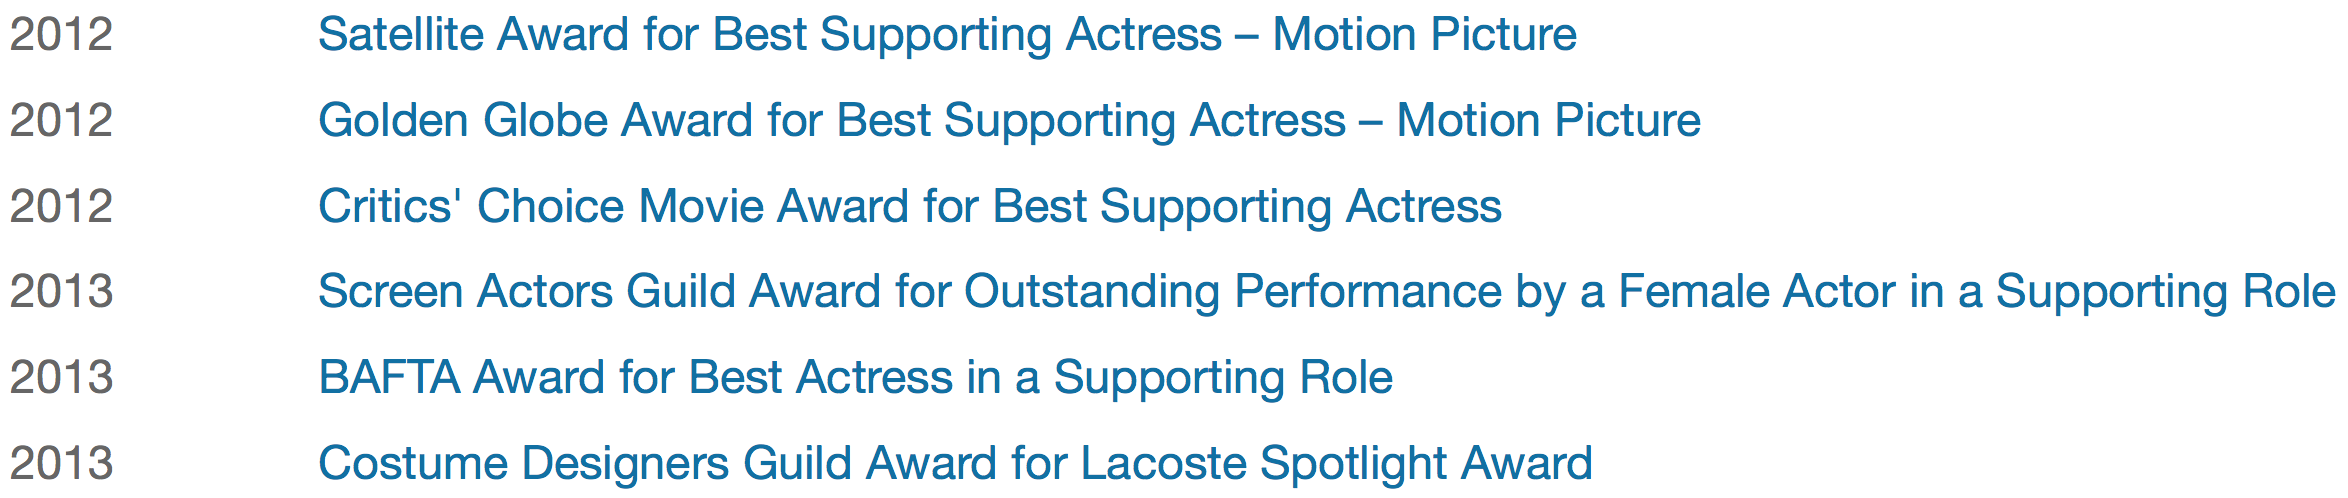 2012 Satellite Award for Best Supporting Actress – Motion Picture
2012 Golden Globe Award for Best Supporting Actress – Motion Picture
2012 Critics' Choice Movie Award for Best Supporting Actress
2013 Screen Actors Guild Award for Outstanding Performance by a Female Actor in a Supporting Role
2013 BAFTA Award for Best Actress in a Supporting Role
2013 Costume Designers Guild Award for Lacoste Spotlight Award